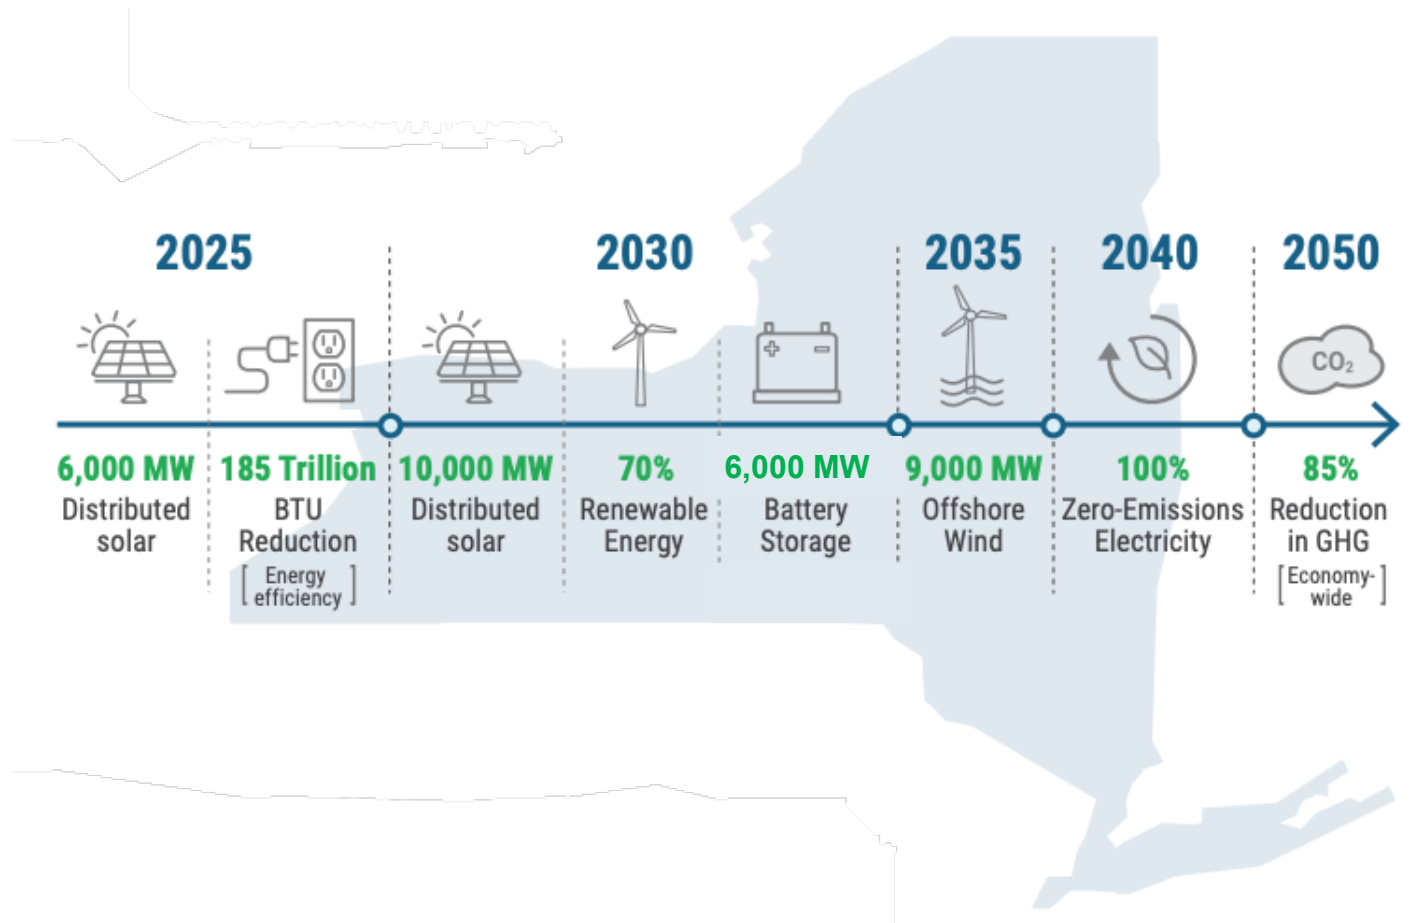 2025
6,000 MW
Distributed
solar
185 Trillion
BTU
Reduction
[Energy
efficiency]
2030
10,000 MW
Distributed
solar
70%
Renewable
Energy
+ -
6,000 MW
Battery
Storage
2035
9,000 MW
Offshore
Wind
2040
100%
Zero-Emissions
Electricity
2050
CO₂
85%
Reduction
in GHG
[Economy-
wide]